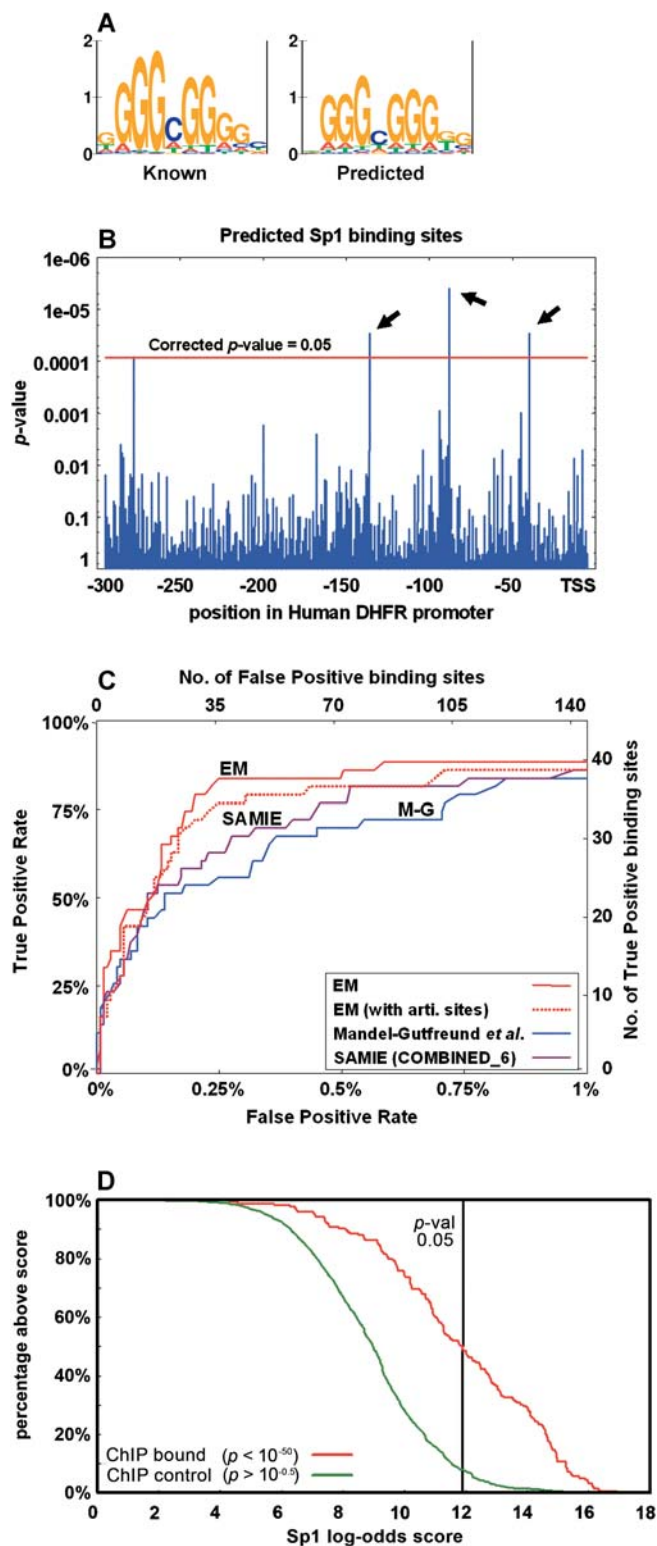 A
2
1
0
Known
2
1
0
Predicted
B
Predicted Sp1 binding sites
1e-06
1e-05
0.0001
0.001
0.01
0.1
1
p-value
Corrected p-value = 0.05
-300 -250 -200 -150 -100 -50 TSS
position in Human DHFR promoter
C
No. of False Positive binding sites
0 35 70 105 140
100%
75%
50%
25%
0%
True Positive Rate
EM
SAMIE
M-G
40
30
20
10
0
No. of True Positive binding sites
EM
EM (with arti. sites)
Mandel-Gutfreund et al.
SAMIE (COMBINED_6)
0% 0.25% 0.5% 0.75% 1%
False Positive Rate
D
100%
80%
60%
40%
20%
0%
percentage above score
p-val
0.05
ChIP bound (p < 10⁻⁵⁰)
ChIP control (p > 10⁻⁰·⁵)
0 2 4 6 8 10 12 14 16 18
Sp1 log-odds score